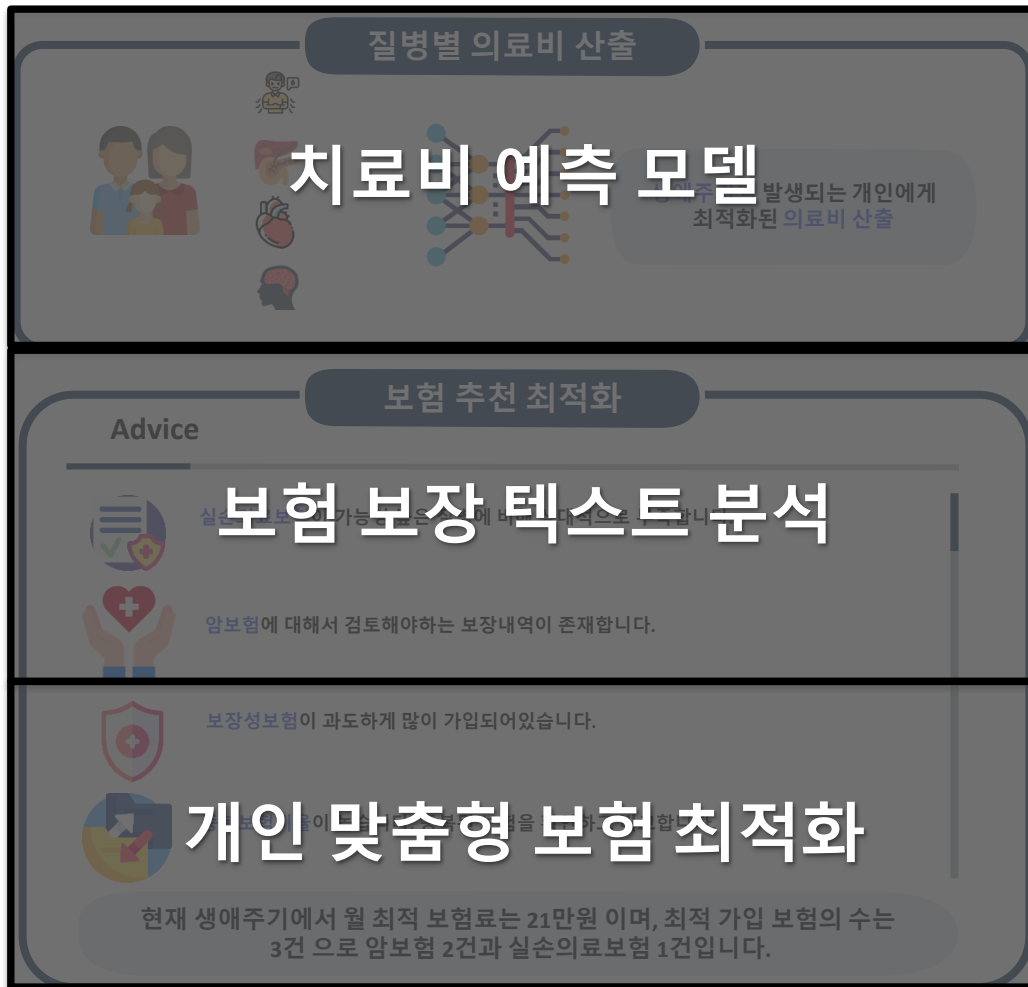 질병별 의료비 산출
치료비 예측 모델
발생되는 개인에게
최적화된 의료비 산출
보험 추천 최적화
Advice
보험 보장 텍스트 분석
암보험에 대해서 검토해야하는 보장내역이 존재합니다.
보장성보험이 과도하게 많이 가입되어있습니다.
개인 맞춤형 보험 최적화
현재 생애주기에서 월 최적 보험료는 21만원 이며, 최적 가입 보험의 수는
3건 으로 암보험 2건과 실손의료보험 1건입니다.